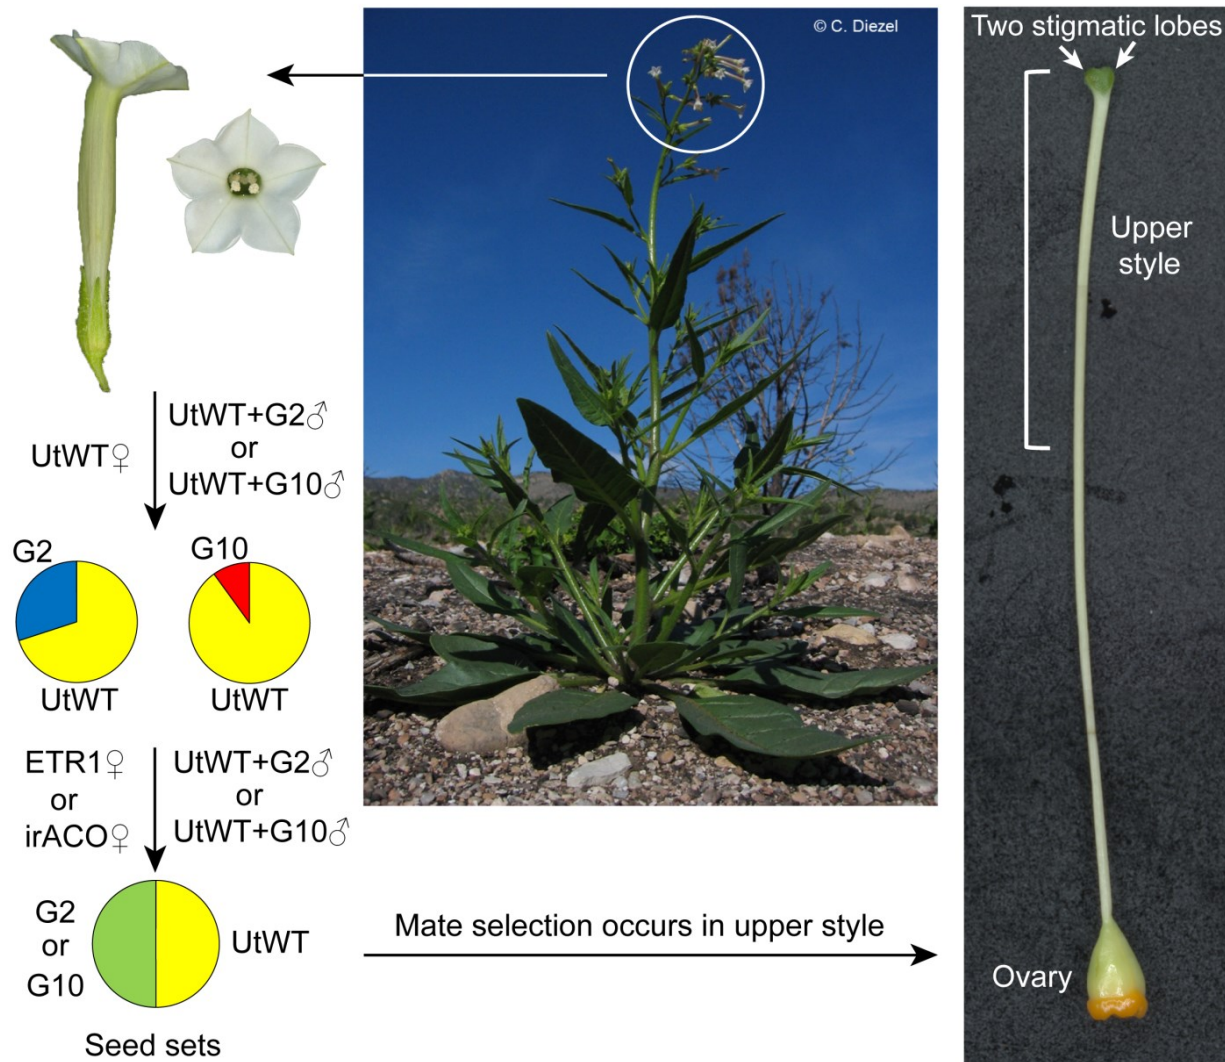 © C. Diezel
Two stigmatic lobes
Upper
style
UtWT♀
UtWT+G2♂
or
UtWT+G10♂
G2
G10
UtWT
UtWT
ETR1♀
or
irACO♀
UtWT+G2♂
or
UtWT+G10♂
G2
or
G10
UtWT
Mate selection occurs in upper style
Ovary
Seed sets